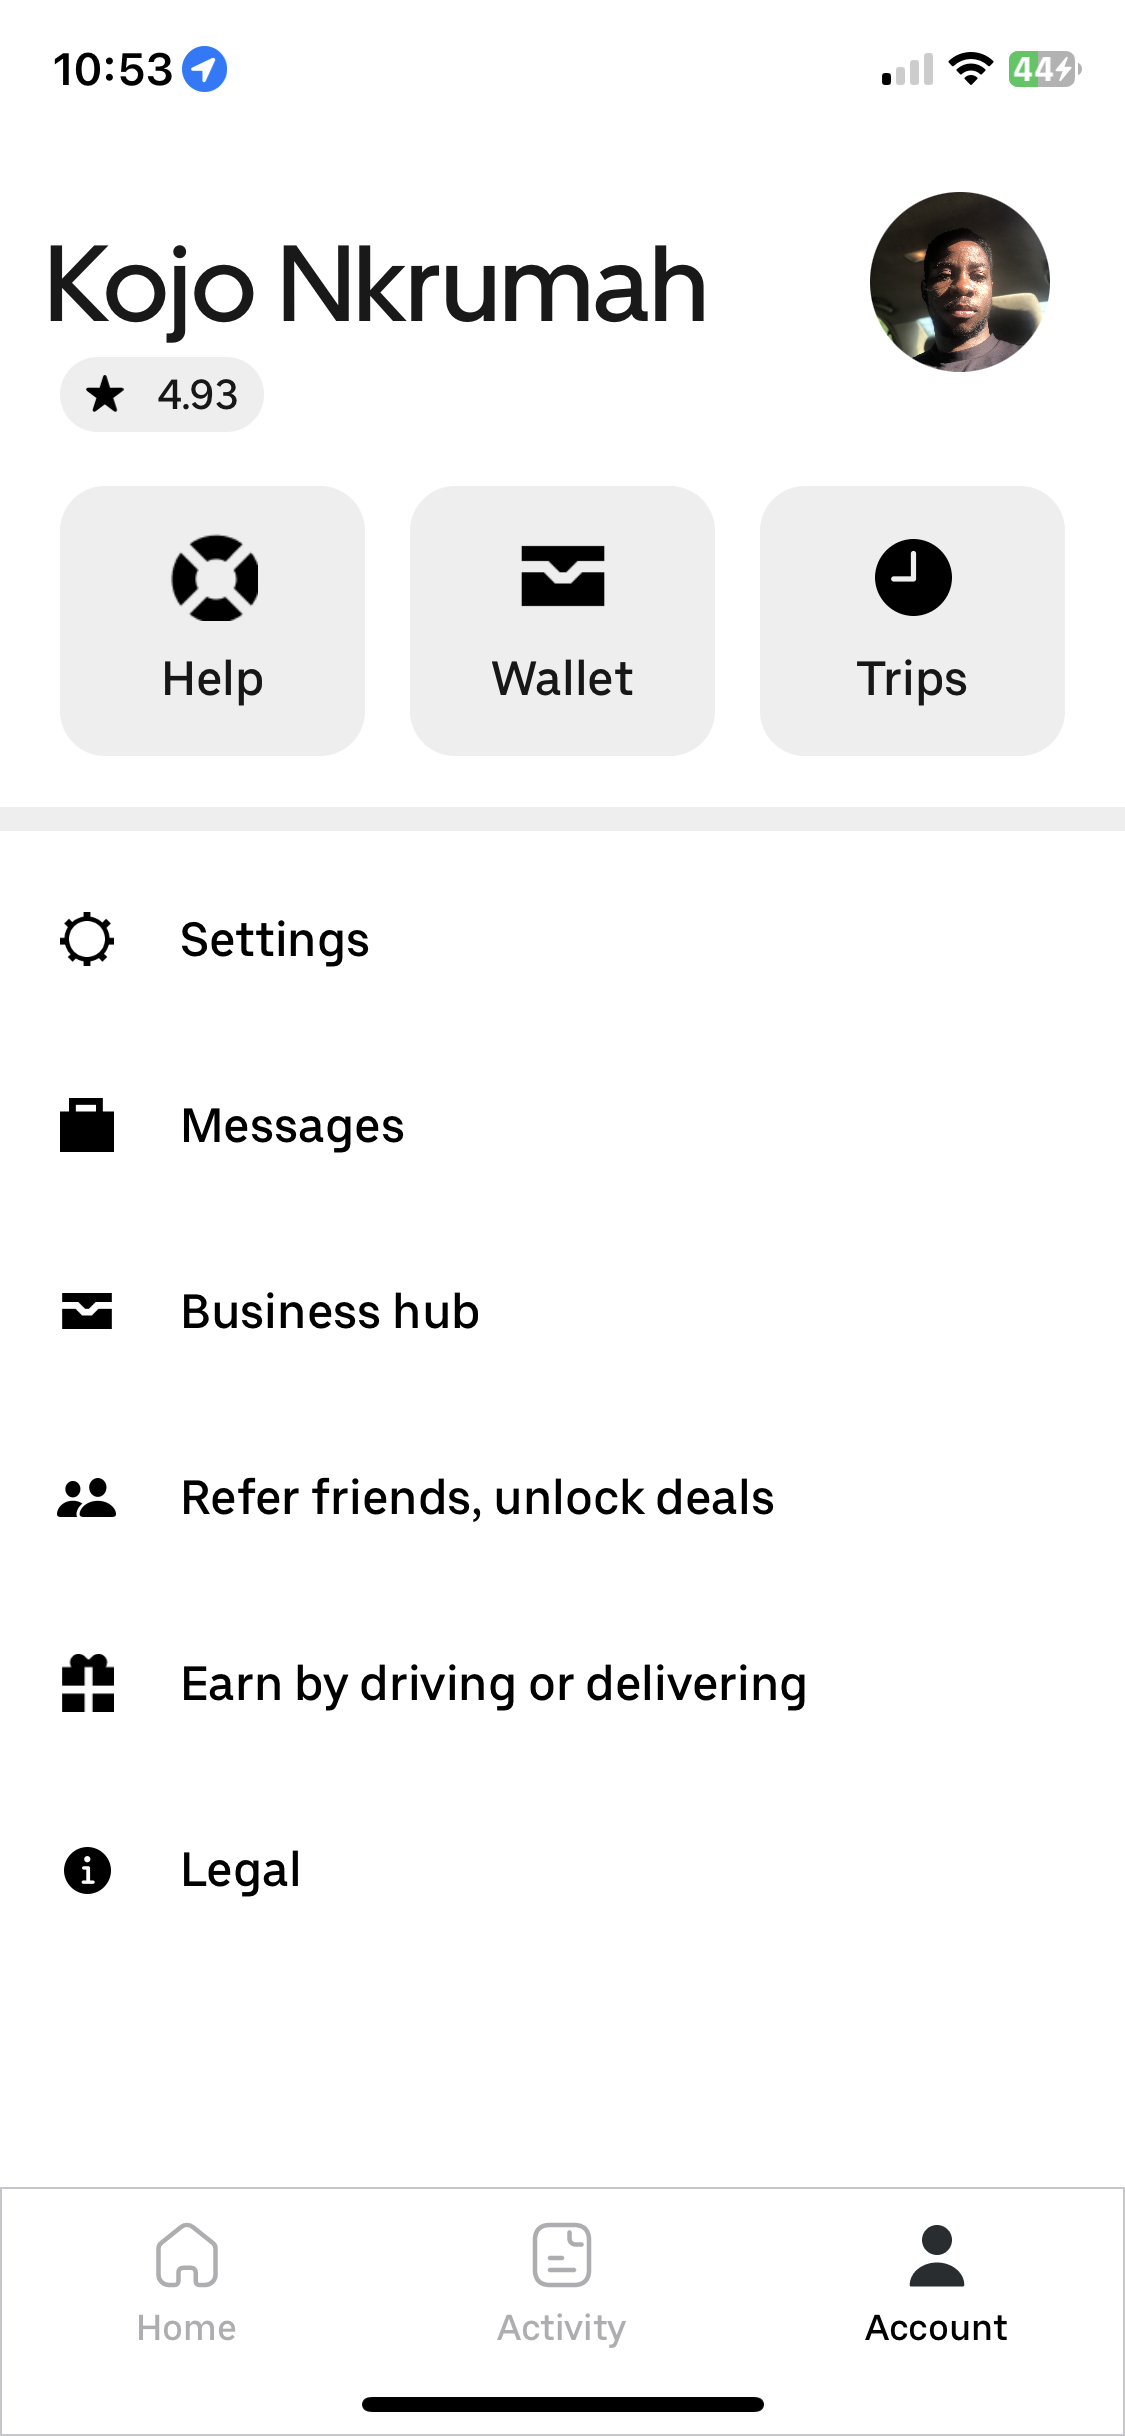 10:53
44
Kojo Nkrumah
4.93
Help
Wallet
Trips
Settings
Messages
Business hub
Refer friends, unlock deals
Earn by driving or delivering
Legal
Home
Activity
Account